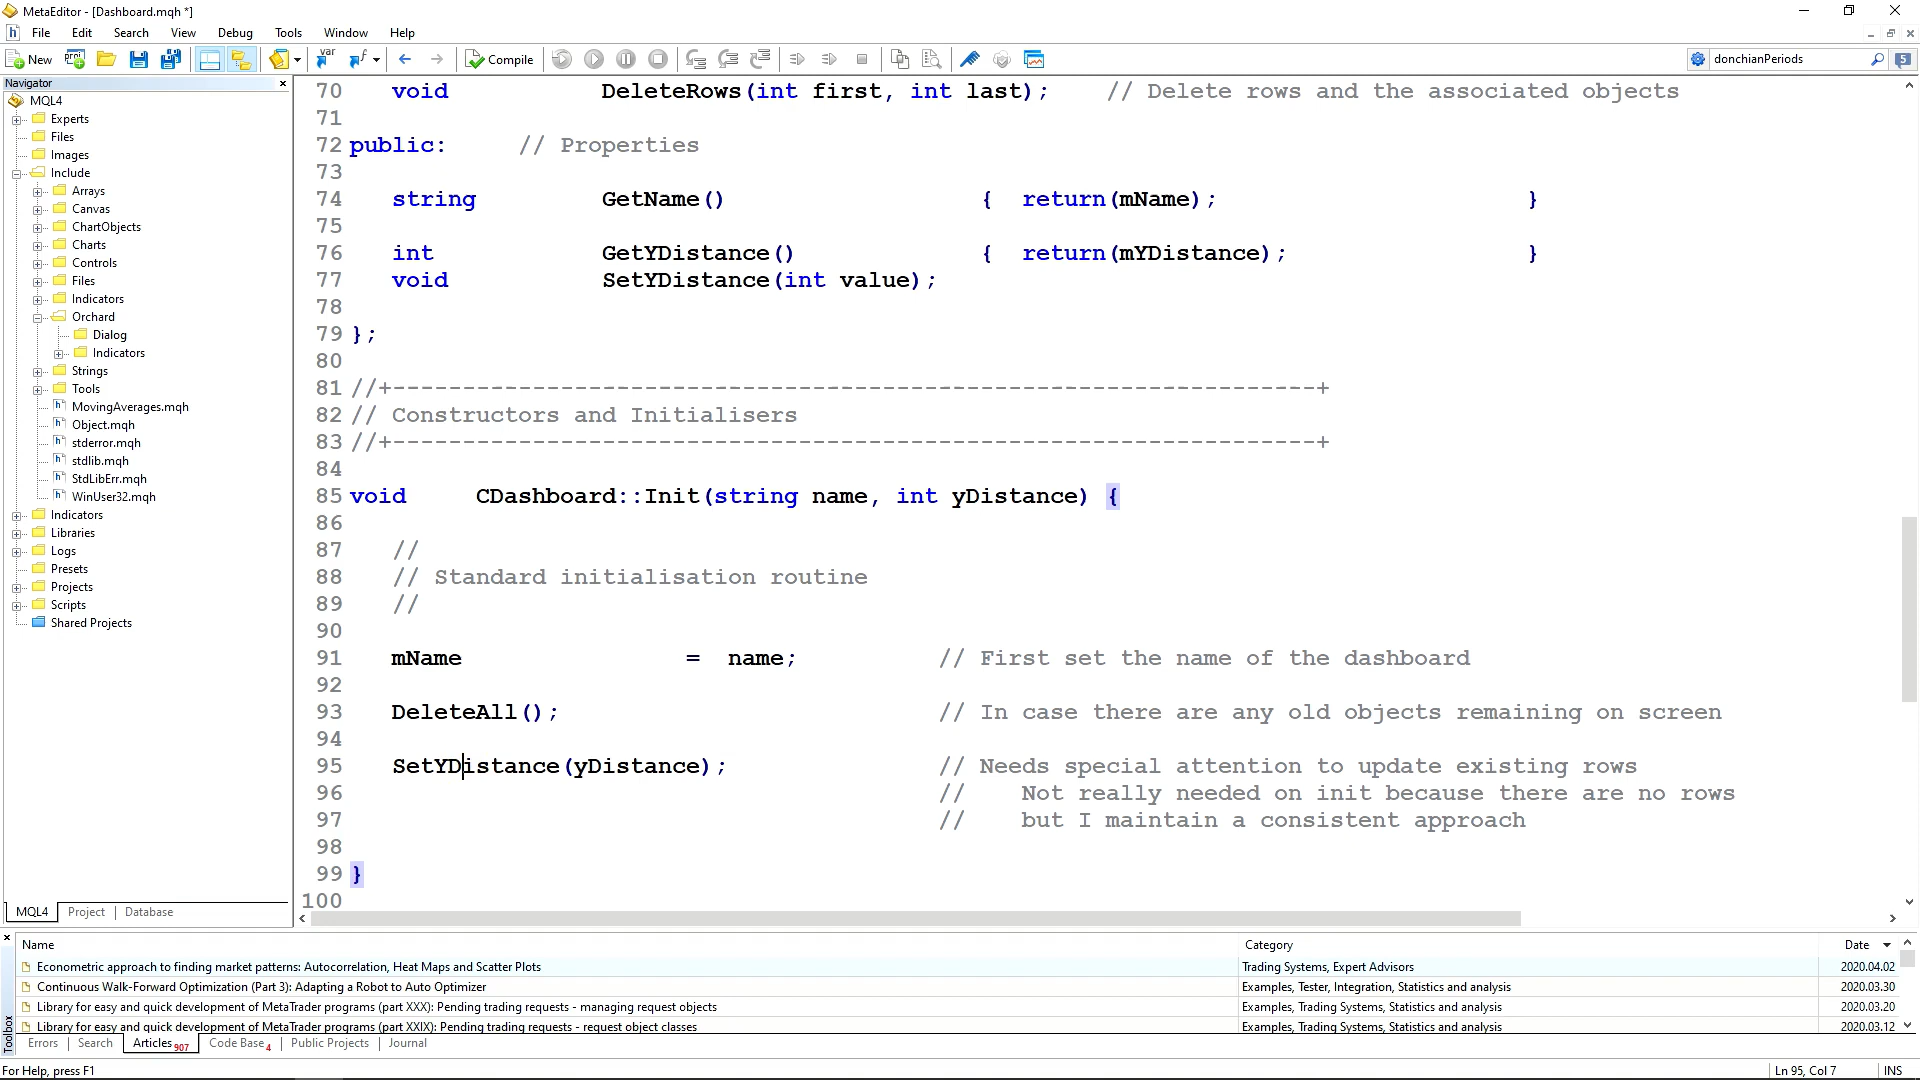 MetaEditor - [Dashboard.mqh *]
File Edit Search View Debug Tools Window Help
New Compile donchianPeriods 5
Navigator
MQL4
Experts
Files
Images
Include
Arrays
Canvas
ChartObjects
Charts
Controls
Files
Indicators
Orchard
Dialog
Indicators
Strings
Tools
MovingAverages.mqh
Object.mqh
stderror.mqh
stdlib.mqh
StdLibErr.mqh
WinUser32.mqh
Indicators
Libraries
Logs
Presets
Projects
Scripts
Shared Projects
MQL4 Project Database
70 void DeleteRows(int first, int last); // Delete rows and the associated objects
71
72 public: // Properties
73
74 string GetName() { return(mName); }
75
76 int GetYDistance() { return(mYDistance); }
77 void SetYDistance(int value);
78
79 };
80
81 //+------------------------------------------------------------------+
82 // Constructors and Initialisers
83 //+------------------------------------------------------------------+
84
85 void CDashboard::Init(string name, int yDistance) {
86
87 //
88 // Standard initialisation routine
89 //
90
91 mName = name; // First set the name of the dashboard
92
93 DeleteAll(); // In case there are any old objects remaining on screen
94
95 SetYDistance(yDistance); // Needs special attention to update existing rows
96 // Not really needed on init because there are no rows
97 // but I maintain a consistent approach
98
99 }
100
Name Category Date
Econometric approach to finding market patterns: Autocorrelation, Heat Maps and Scatter Plots Trading Systems, Expert Advisors 2020.04.02
Continuous Walk-Forward Optimization (Part 3): Adapting a Robot to Auto Optimizer Examples, Tester, Integration, Statistics and analysis 2020.03.30
Library for easy and quick development of MetaTrader programs (part XXX): Pending trading requests - managing request objects Examples, Trading Systems, Statistics and analysis 2020.03.20
Library for easy and quick development of MetaTrader programs (part XXIX): Pending trading requests - request object classes Examples, Trading Systems, Statistics and analysis 2020.03.12
Toolbox
Errors Search Articles 907 Code Base 4 Public Projects Journal
For Help, press F1 Ln 95, Col 7 INS